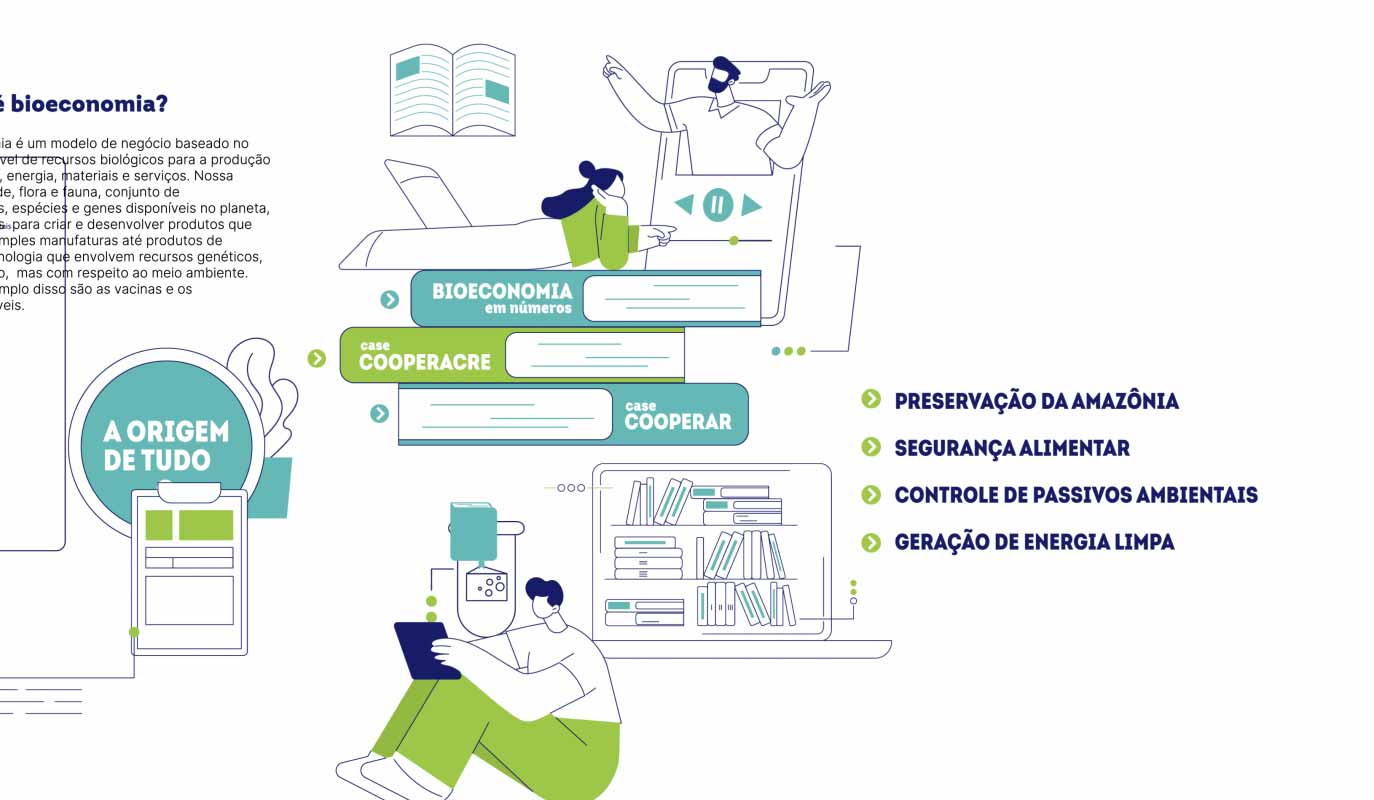 é bioeconomia?
ia é um modelo de negócio baseado no
vel de recursos biológicos para a produção
, energia, materiais e serviços. Nossa
de, flora e fauna, conjunto de
s, espécies e genes disponíveis no planeta,
s para criar e desenvolver produtos que
mples manufaturas até produtos de
nologia que envolvem recursos genéticos,
o, mas com respeito ao meio ambiente.
mplo disso são as vacinas e os
veis.
A ORIGEM
DE TUDO
BIOECONOMIA
em números
case
COOPERACRE
case
COOPERAR
PRESERVAÇÃO DA AMAZÔNIA
SEGURANÇA ALIMENTAR
CONTROLE DE PASSIVOS AMBIENTAIS
GERAÇÃO DE ENERGIA LIMPA